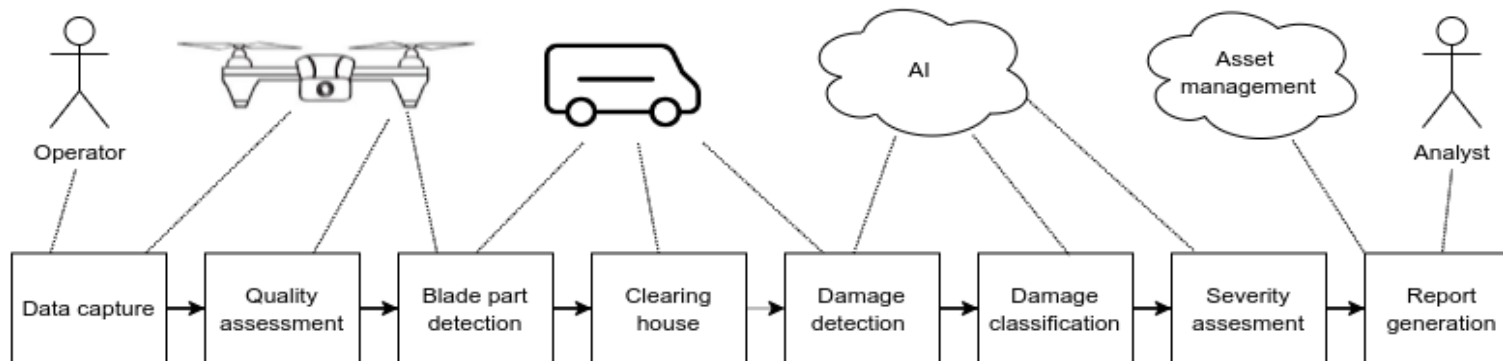 Operator
AI
Asset
management
Analyst
Data capture
Quality
assessment
Blade part
detection
Clearing
house
Damage
detection
Damage
classification
Severity
assesment
Report
generation